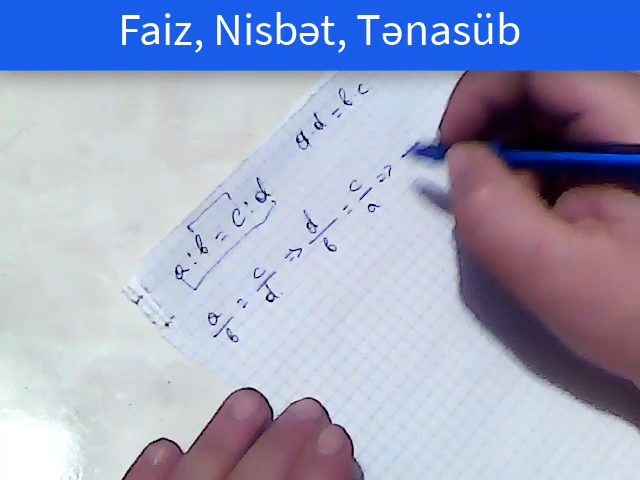 Faiz, Nisbət, Tənasüb
a:b = c:d a·d = b·c
a/b = c/d => d/b = c/a =>